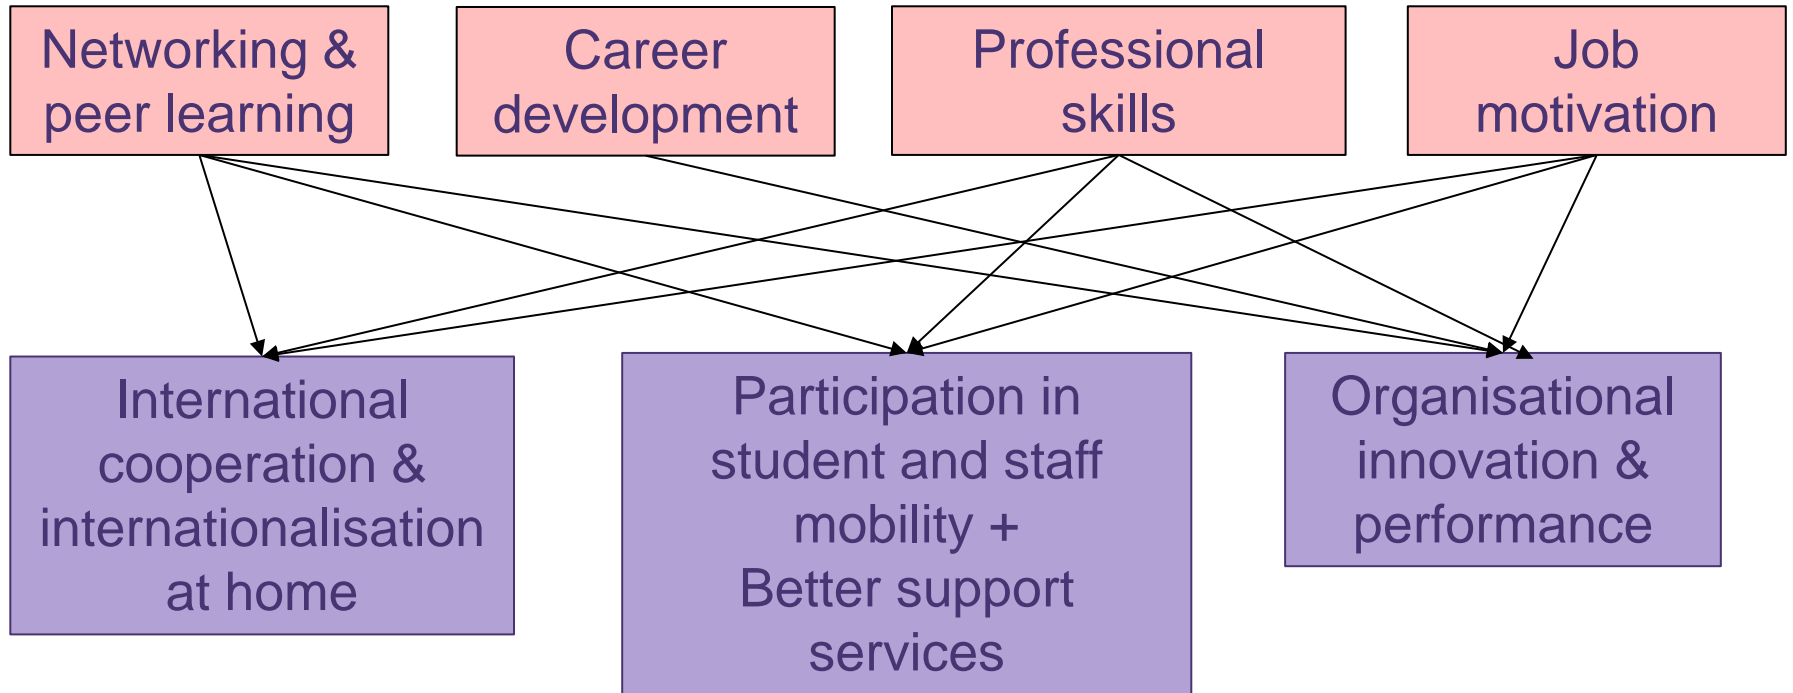 Networking &
peer learning
Career
development
Professional
skills
Job
motivation
International
cooperation &
internationalisation
at home
Participation in
student and staff
mobility +
Better support
services
Organisational
innovation &
performance